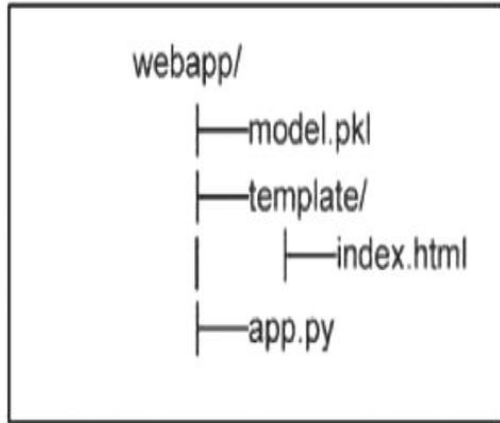 webapp/
model.pkl
template/
index.html
app.py